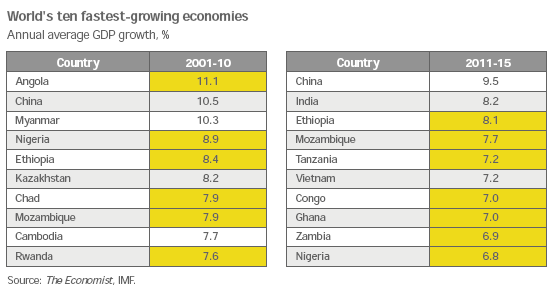 World's ten fastest-growing economies
Annual average GDP growth, %
Country 2001-10
Angola 11.1
China 10.5
Myanmar 10.3
Nigeria 8.9
Ethiopia 8.4
Kazakhstan 8.2
Chad 7.9
Mozambique 7.9
Cambodia 7.7
Rwanda 7.6
Country 2011-15
China 9.5
India 8.2
Ethiopia 8.1
Mozambique 7.7
Tanzania 7.2
Vietnam 7.2
Congo 7.0
Ghana 7.0
Zambia 6.9
Nigeria 6.8
Source: The Economist, IMF.